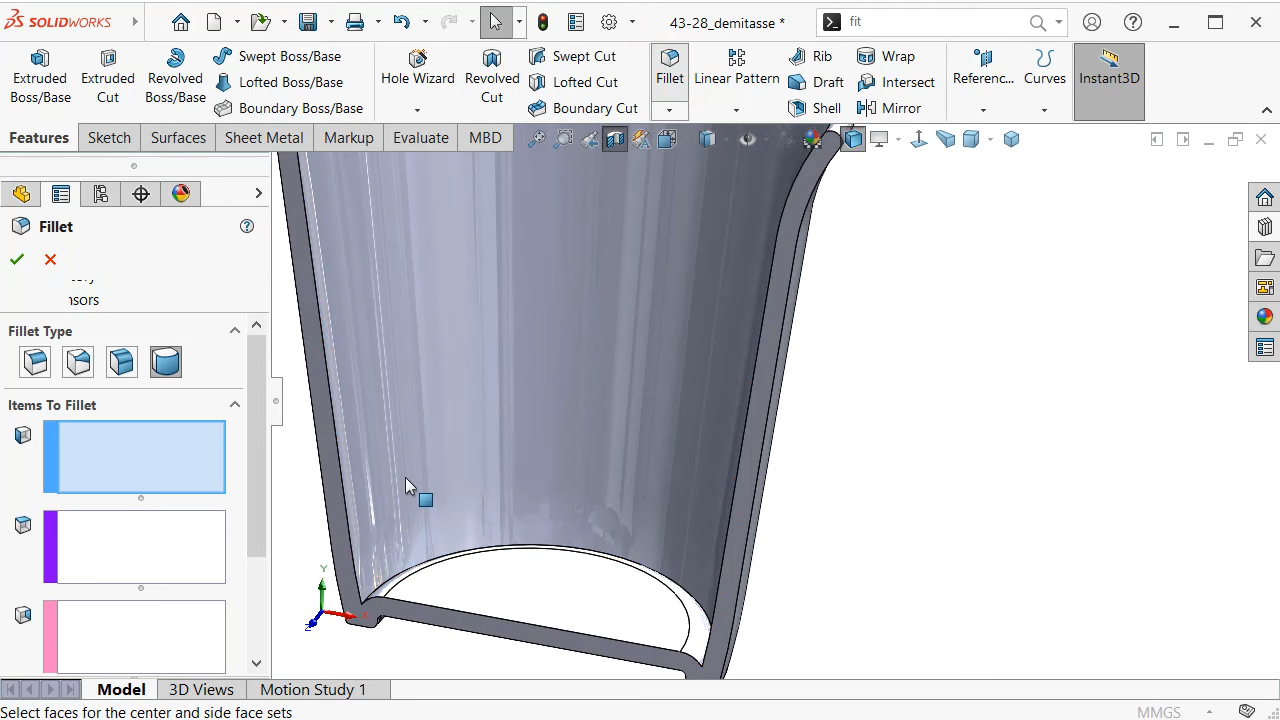 SOLIDWORKS
43-28_demitasse *
fit
Extruded Boss/Base
Extruded Cut
Revolved Boss/Base
Swept Boss/Base
Lofted Boss/Base
Boundary Boss/Base
Hole Wizard
Revolved Cut
Swept Cut
Lofted Cut
Boundary Cut
Fillet
Linear Pattern
Rib
Draft
Shell
Wrap
Intersect
Mirror
Referenc...
Curves
Instant3D
Features
Sketch
Surfaces
Sheet Metal
Markup
Evaluate
MBD
Fillet
nsors
Fillet Type
Items To Fillet
Y
X
Z
Model
3D Views
Motion Study 1
Select faces for the center and side face sets
MMGS